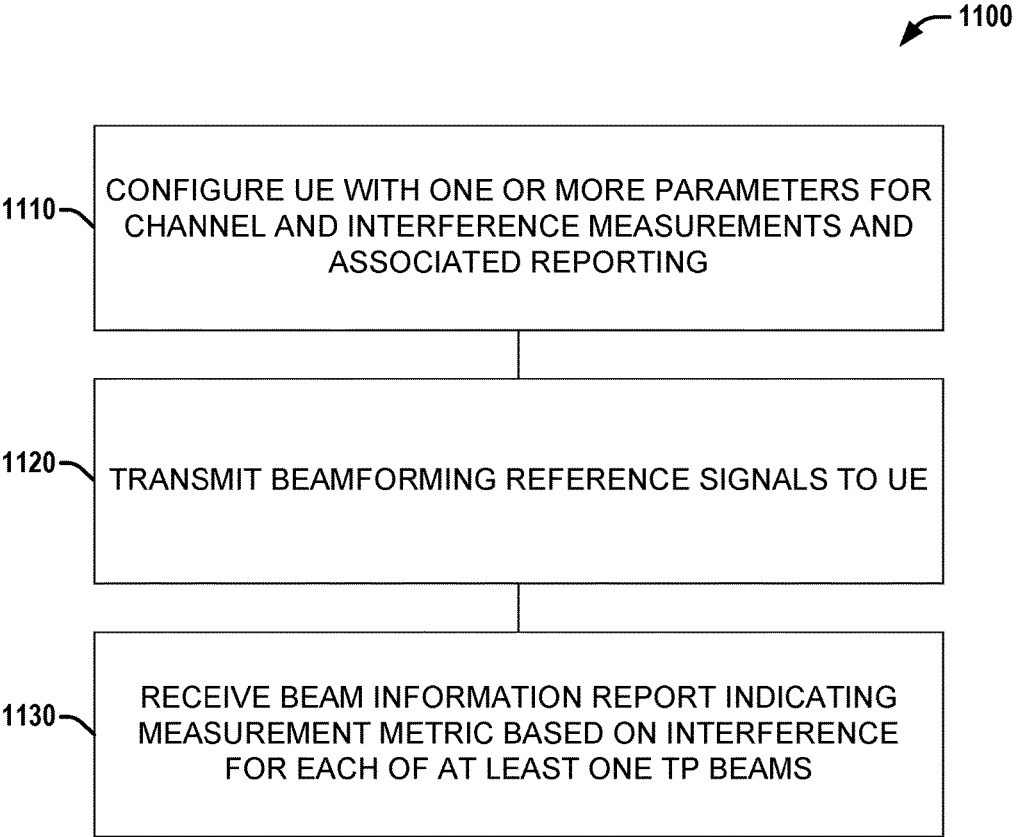 1100
1110
CONFIGURE UE WITH ONE OR MORE PARAMETERS FOR
CHANNEL AND INTERFERENCE MEASUREMENTS AND
ASSOCIATED REPORTING
1120
TRANSMIT BEAMFORMING REFERENCE SIGNALS TO UE
1130
RECEIVE BEAM INFORMATION REPORT INDICATING
MEASUREMENT METRIC BASED ON INTERFERENCE
FOR EACH OF AT LEAST ONE TP BEAMS